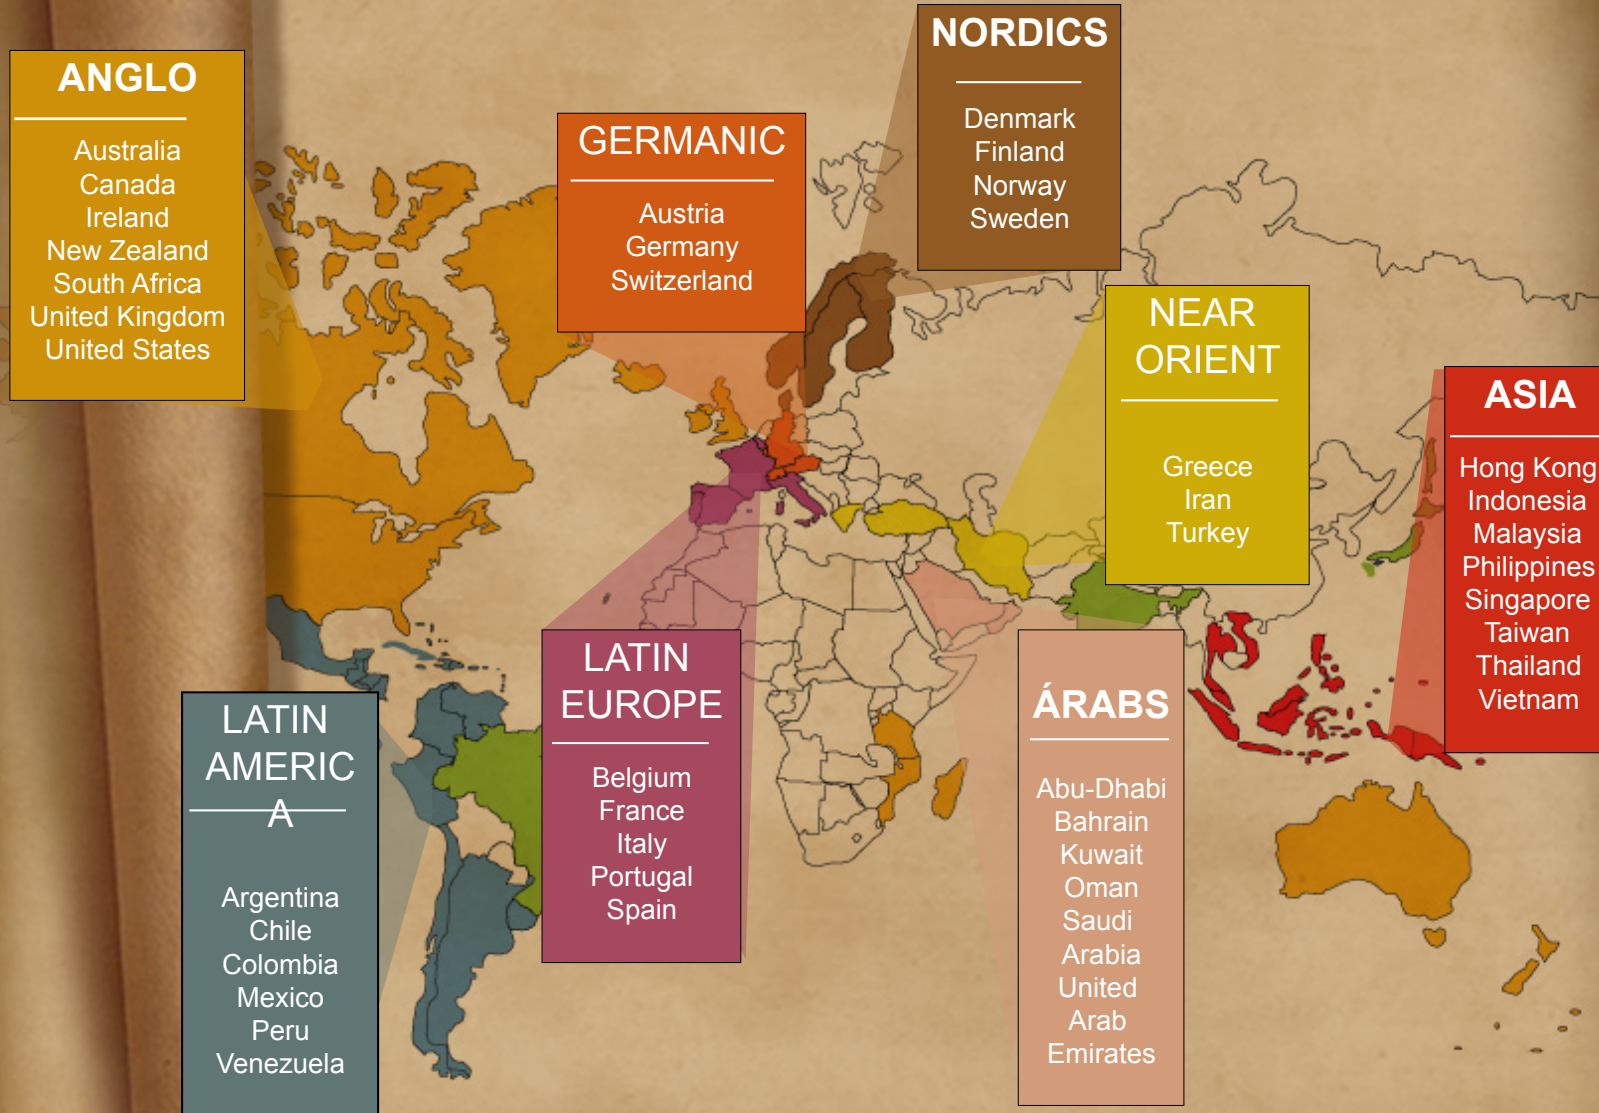 NORDICS
Denmark
Finland
Norway
Sweden
ANGLO
Australia
Canada
Ireland
New Zealand
South Africa
United Kingdom
United States
GERMANIC
Austria
Germany
Switzerland
NEAR
ORIENT
Greece
Iran
Turkey
ASIA
Hong Kong
Indonesia
Malaysia
Philippines
Singapore
Taiwan
Thailand
Vietnam
LATIN
AMERIC
A
Argentina
Chile
Colombia
Mexico
Peru
Venezuela
LATIN
EUROPE
Belgium
France
Italy
Portugal
Spain
ÁRABS
Abu-Dhabi
Bahrain
Kuwait
Oman
Saudi
Arabia
United
Arab
Emirates